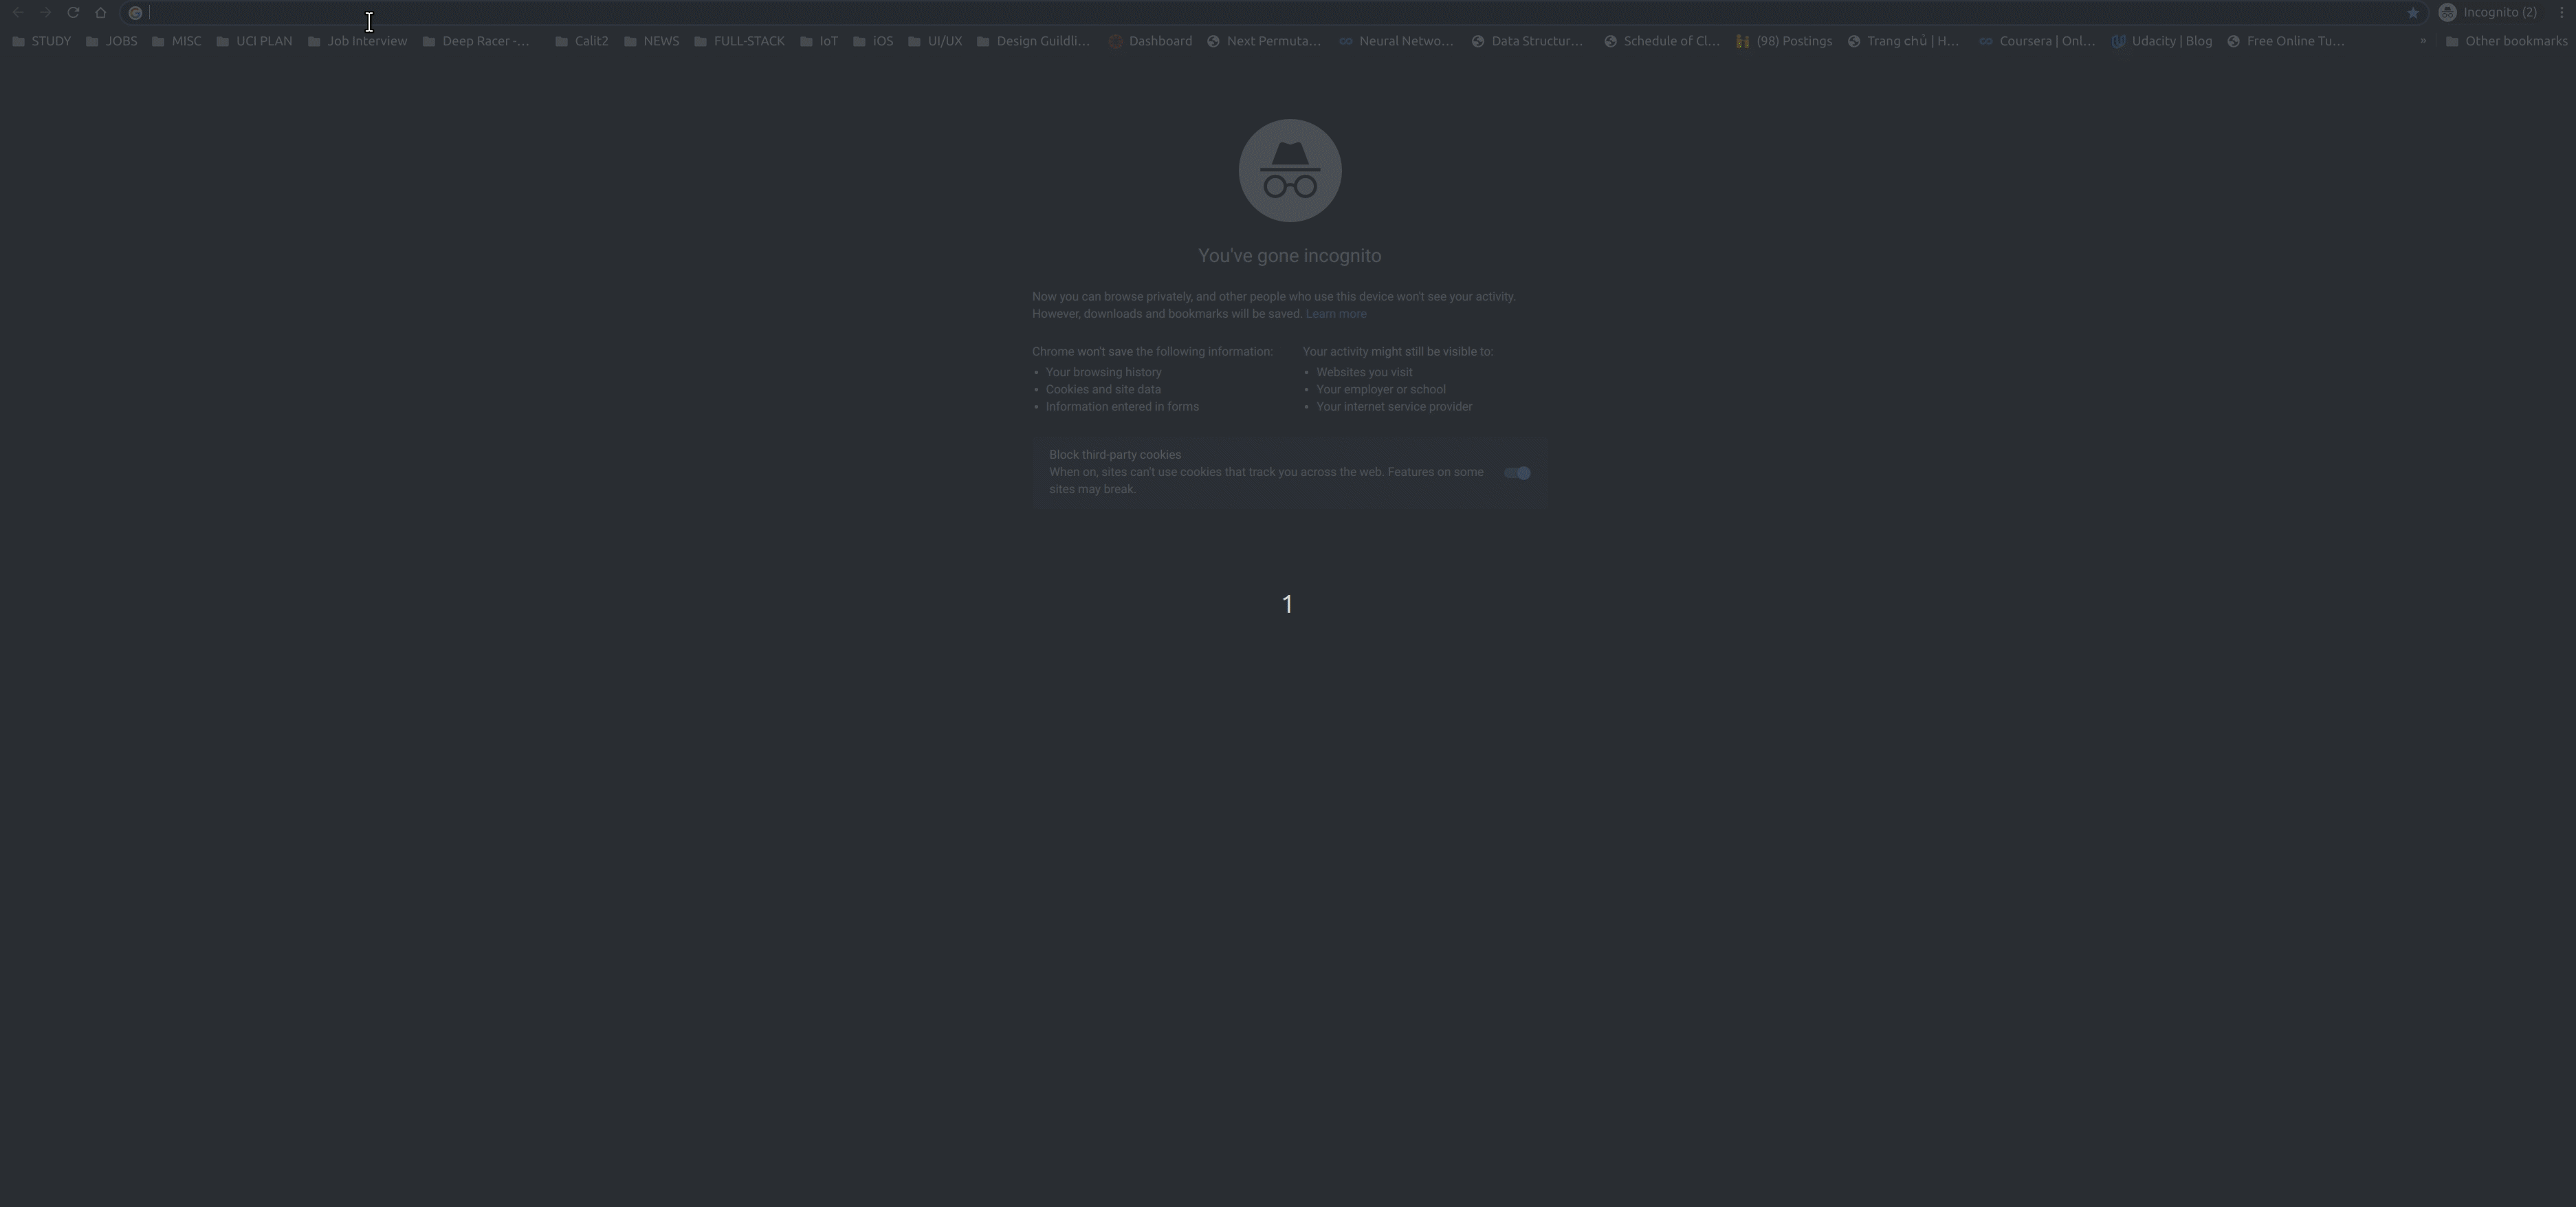 Incognito (2)
STUDY JOBS MISC UCI PLAN Job Interview Deep Racer -... Calit2 NEWS FULL-STACK IoT iOS UI/UX Design Guildli... Dashboard Next Permuta... Neural Netwo... Data Structur... Schedule of Cl... (98) Postings Trang chủ | H... Coursera | Onl... Udacity | Blog Free Online Tu... » Other bookmarks
You've gone incognito
Now you can browse privately, and other people who use this device won't see your activity.
However, downloads and bookmarks will be saved. Learn more
Chrome won't save the following information:
• Your browsing history
• Cookies and site data
• Information entered in forms
Your activity might still be visible to:
• Websites you visit
• Your employer or school
• Your internet service provider
Block third-party cookies
When on, sites can't use cookies that track you across the web. Features on some
sites may break.
1